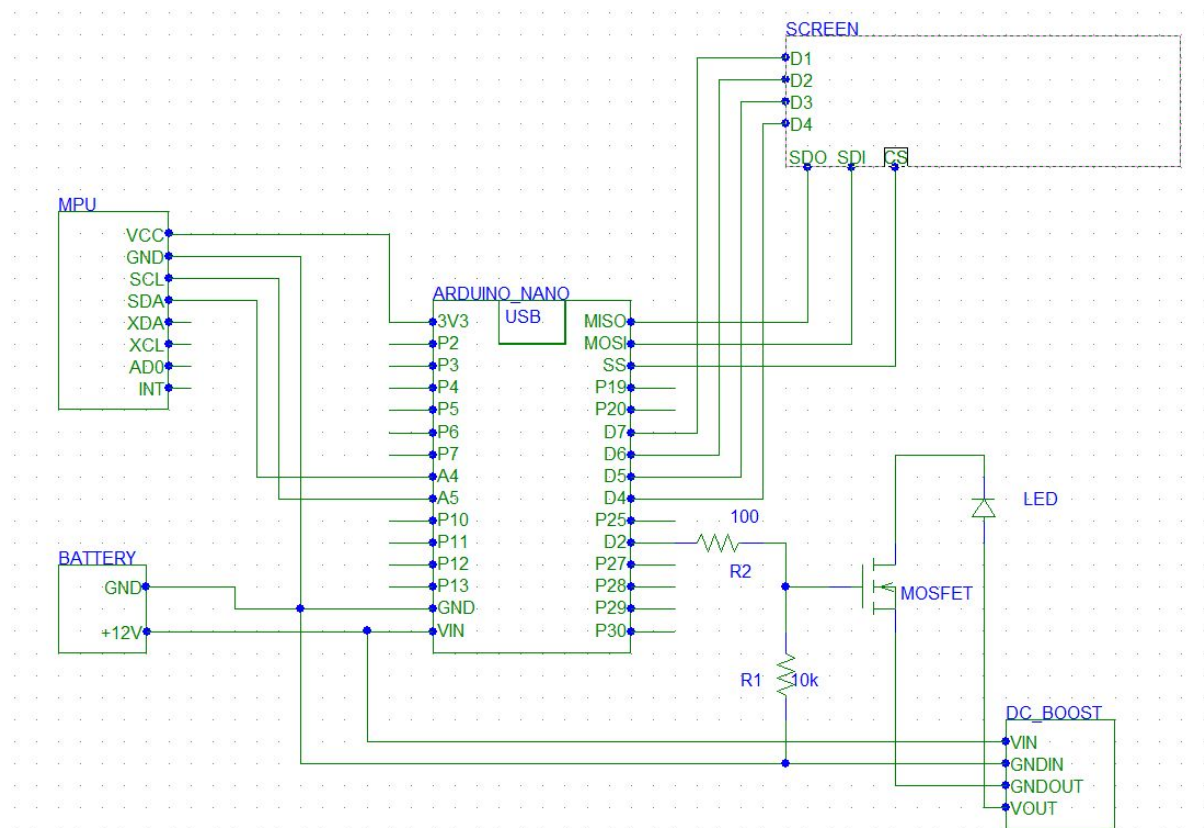 SCREEN
D1
D2
D3
D4
SDO SDI CS
MPU
VCC
GND
SCL
SDA
XDA
XCL
AD0
INT
ARDUINO_NANO
USB
3V3
P2
P3
P4
P5
P6
P7
A4
A5
P10
P11
P12
P13
GND
VIN
MISO
MOSI
SS
P19
P20
D7
D6
D5
D4
P25
D2
P27
P28
P29
P30
BATTERY
GND
+12V
100
R2
R1 10k
LED
MOSFET
DC_BOOST
VIN
GNDIN
GNDOUT
VOUT